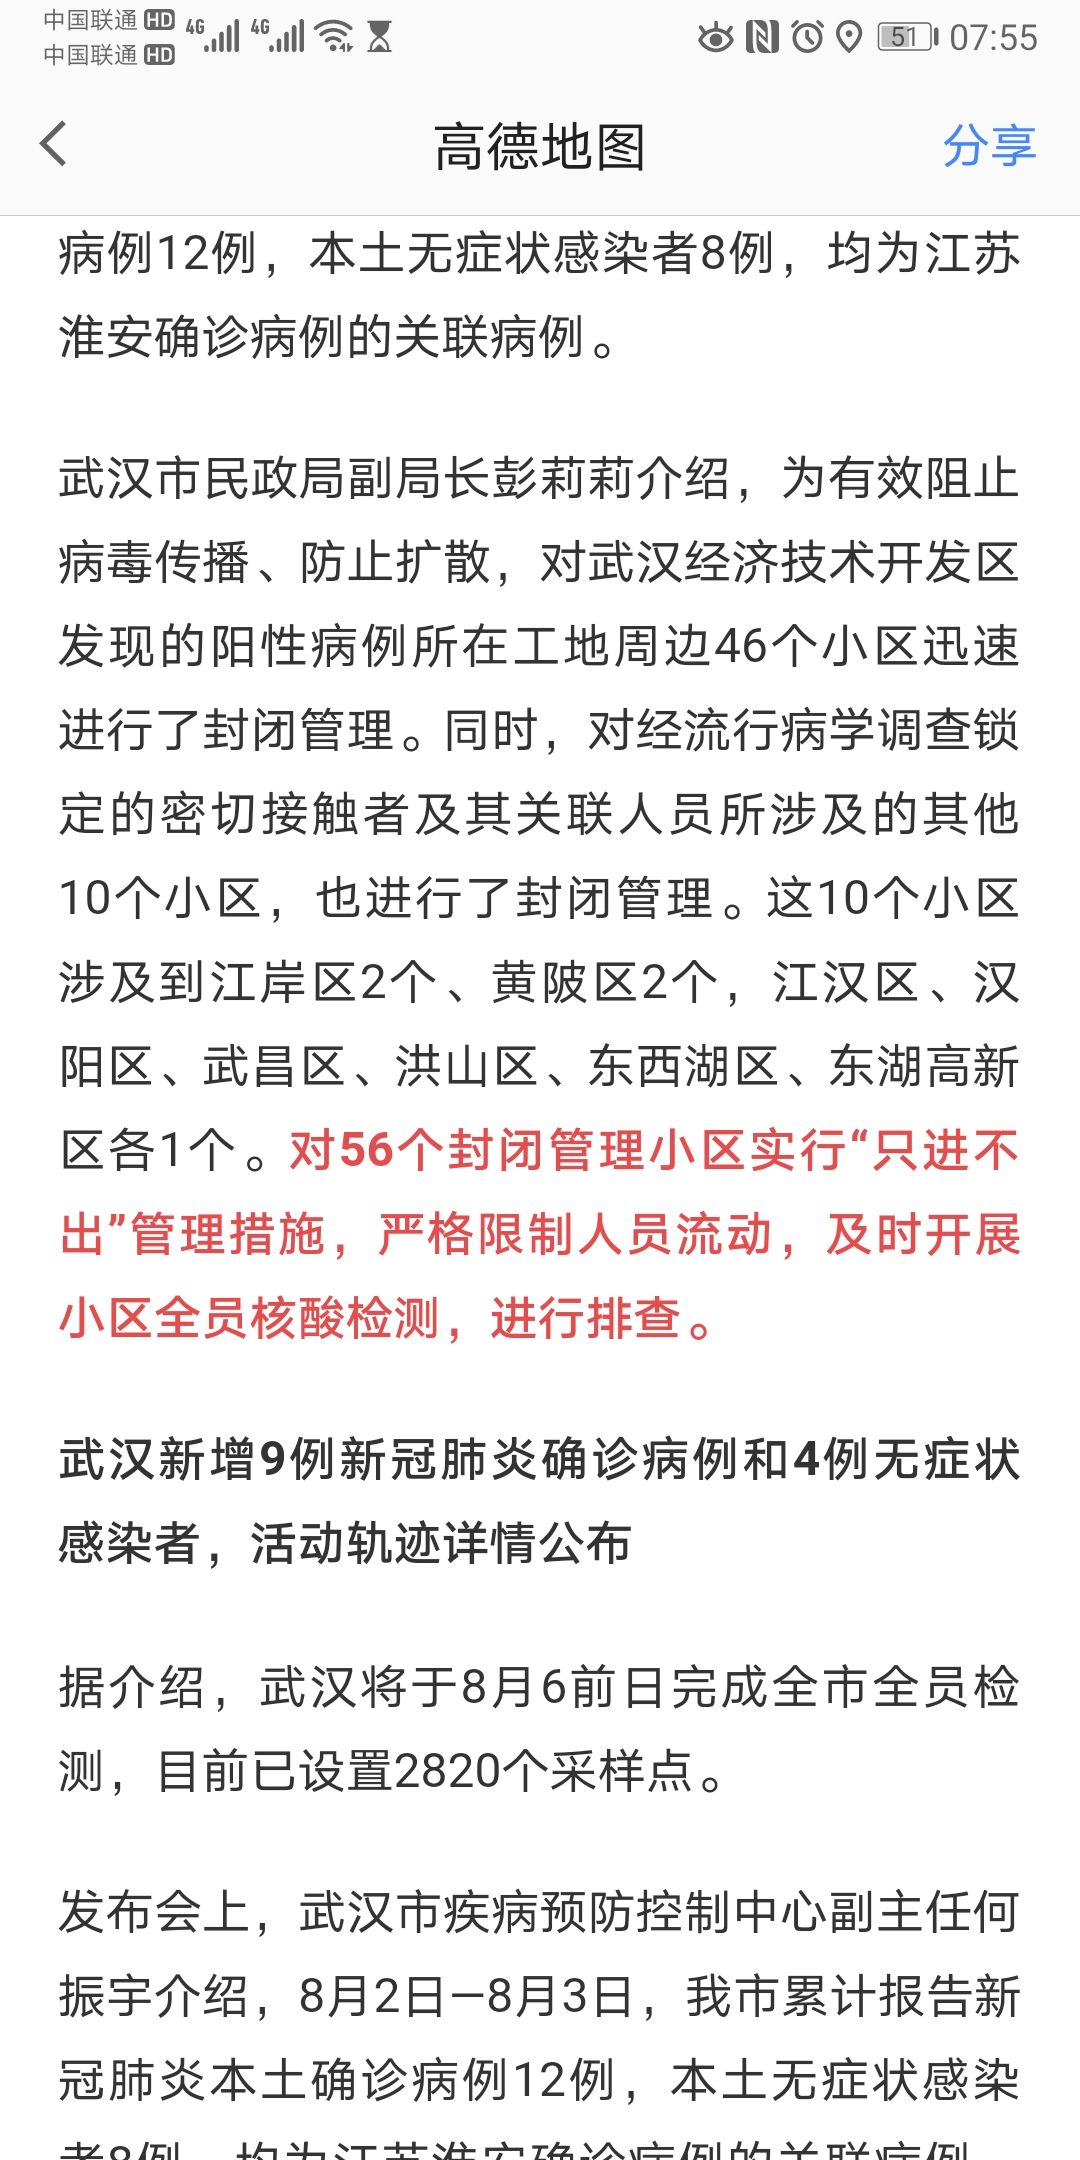 中国联通 HD 4G 4G 51 07:55
中国联通 HD
高德地图 分享
病例12例，本土无症状感染者8例，均为江苏
淮安确诊病例的关联病例。
武汉市民政局副局长彭莉莉介绍，为有效阻止
病毒传播、防止扩散，对武汉经济技术开发区
发现的阳性病例所在工地周边46个小区迅速
进行了封闭管理。同时，对经流行病学调查锁
定的密切接触者及其关联人员所涉及的其他
10个小区，也进行了封闭管理。这10个小区
涉及到江岸区2个、黄陂区2个，江汉区、汉
阳区、武昌区、洪山区、东西湖区、东湖高新
区各1个。对56个封闭管理小区实行“只进不
出”管理措施，严格限制人员流动，及时开展
小区全员核酸检测，进行排查。
武汉新增9例新冠肺炎确诊病例和4例无症状
感染者，活动轨迹详情公布
据介绍，武汉将于8月6前日完成全市全员检
测，目前已设置2820个采样点。
发布会上，武汉市疾病预防控制中心副主任何
振宇介绍，8月2日—8月3日，我市累计报告新
冠肺炎本土确诊病例12例，本土无症状感染
者8例，均为江苏淮安确诊病例的关联病例